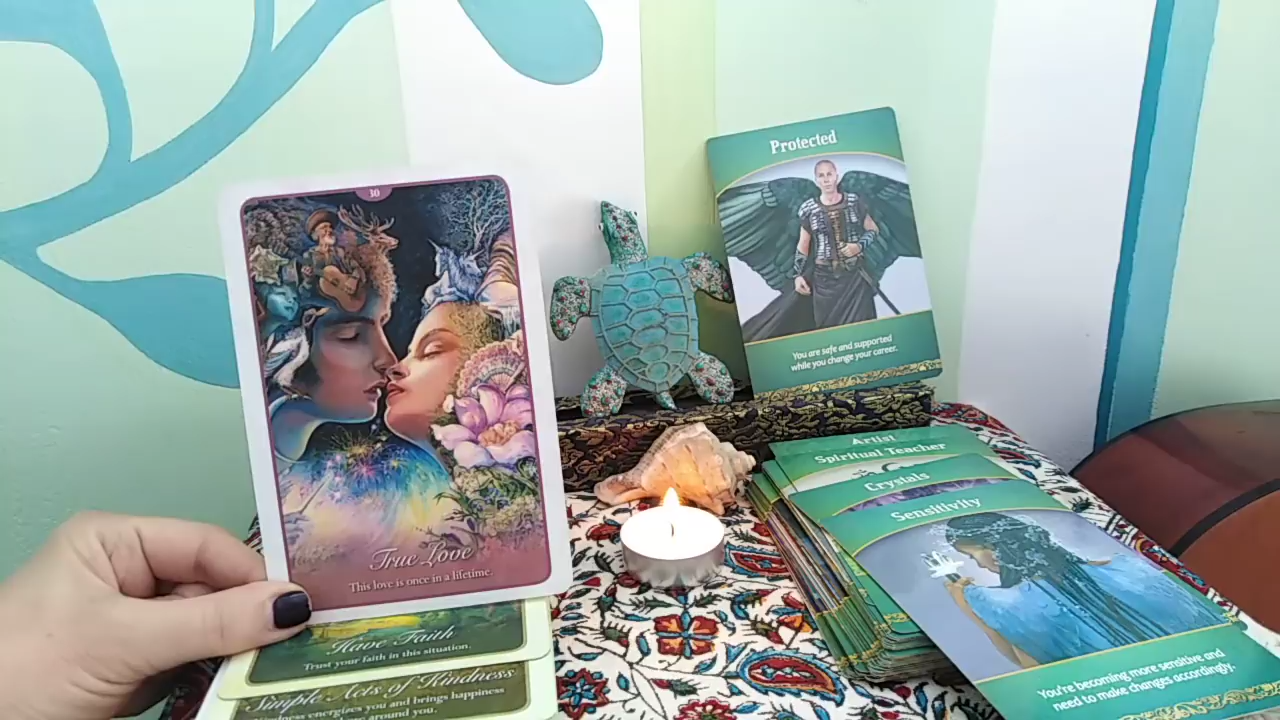 30
True Love
This love is once in a lifetime.
Have Faith
Trust your faith in this situation.
Simple Acts of Kindness
Kindness energizes you and brings happiness
around you.
Protected
You are safe and supported
while you change your career.
Artist
Spiritual Teacher
Crystals
Sensitivity
You're becoming more sensitive and
need to make changes accordingly.